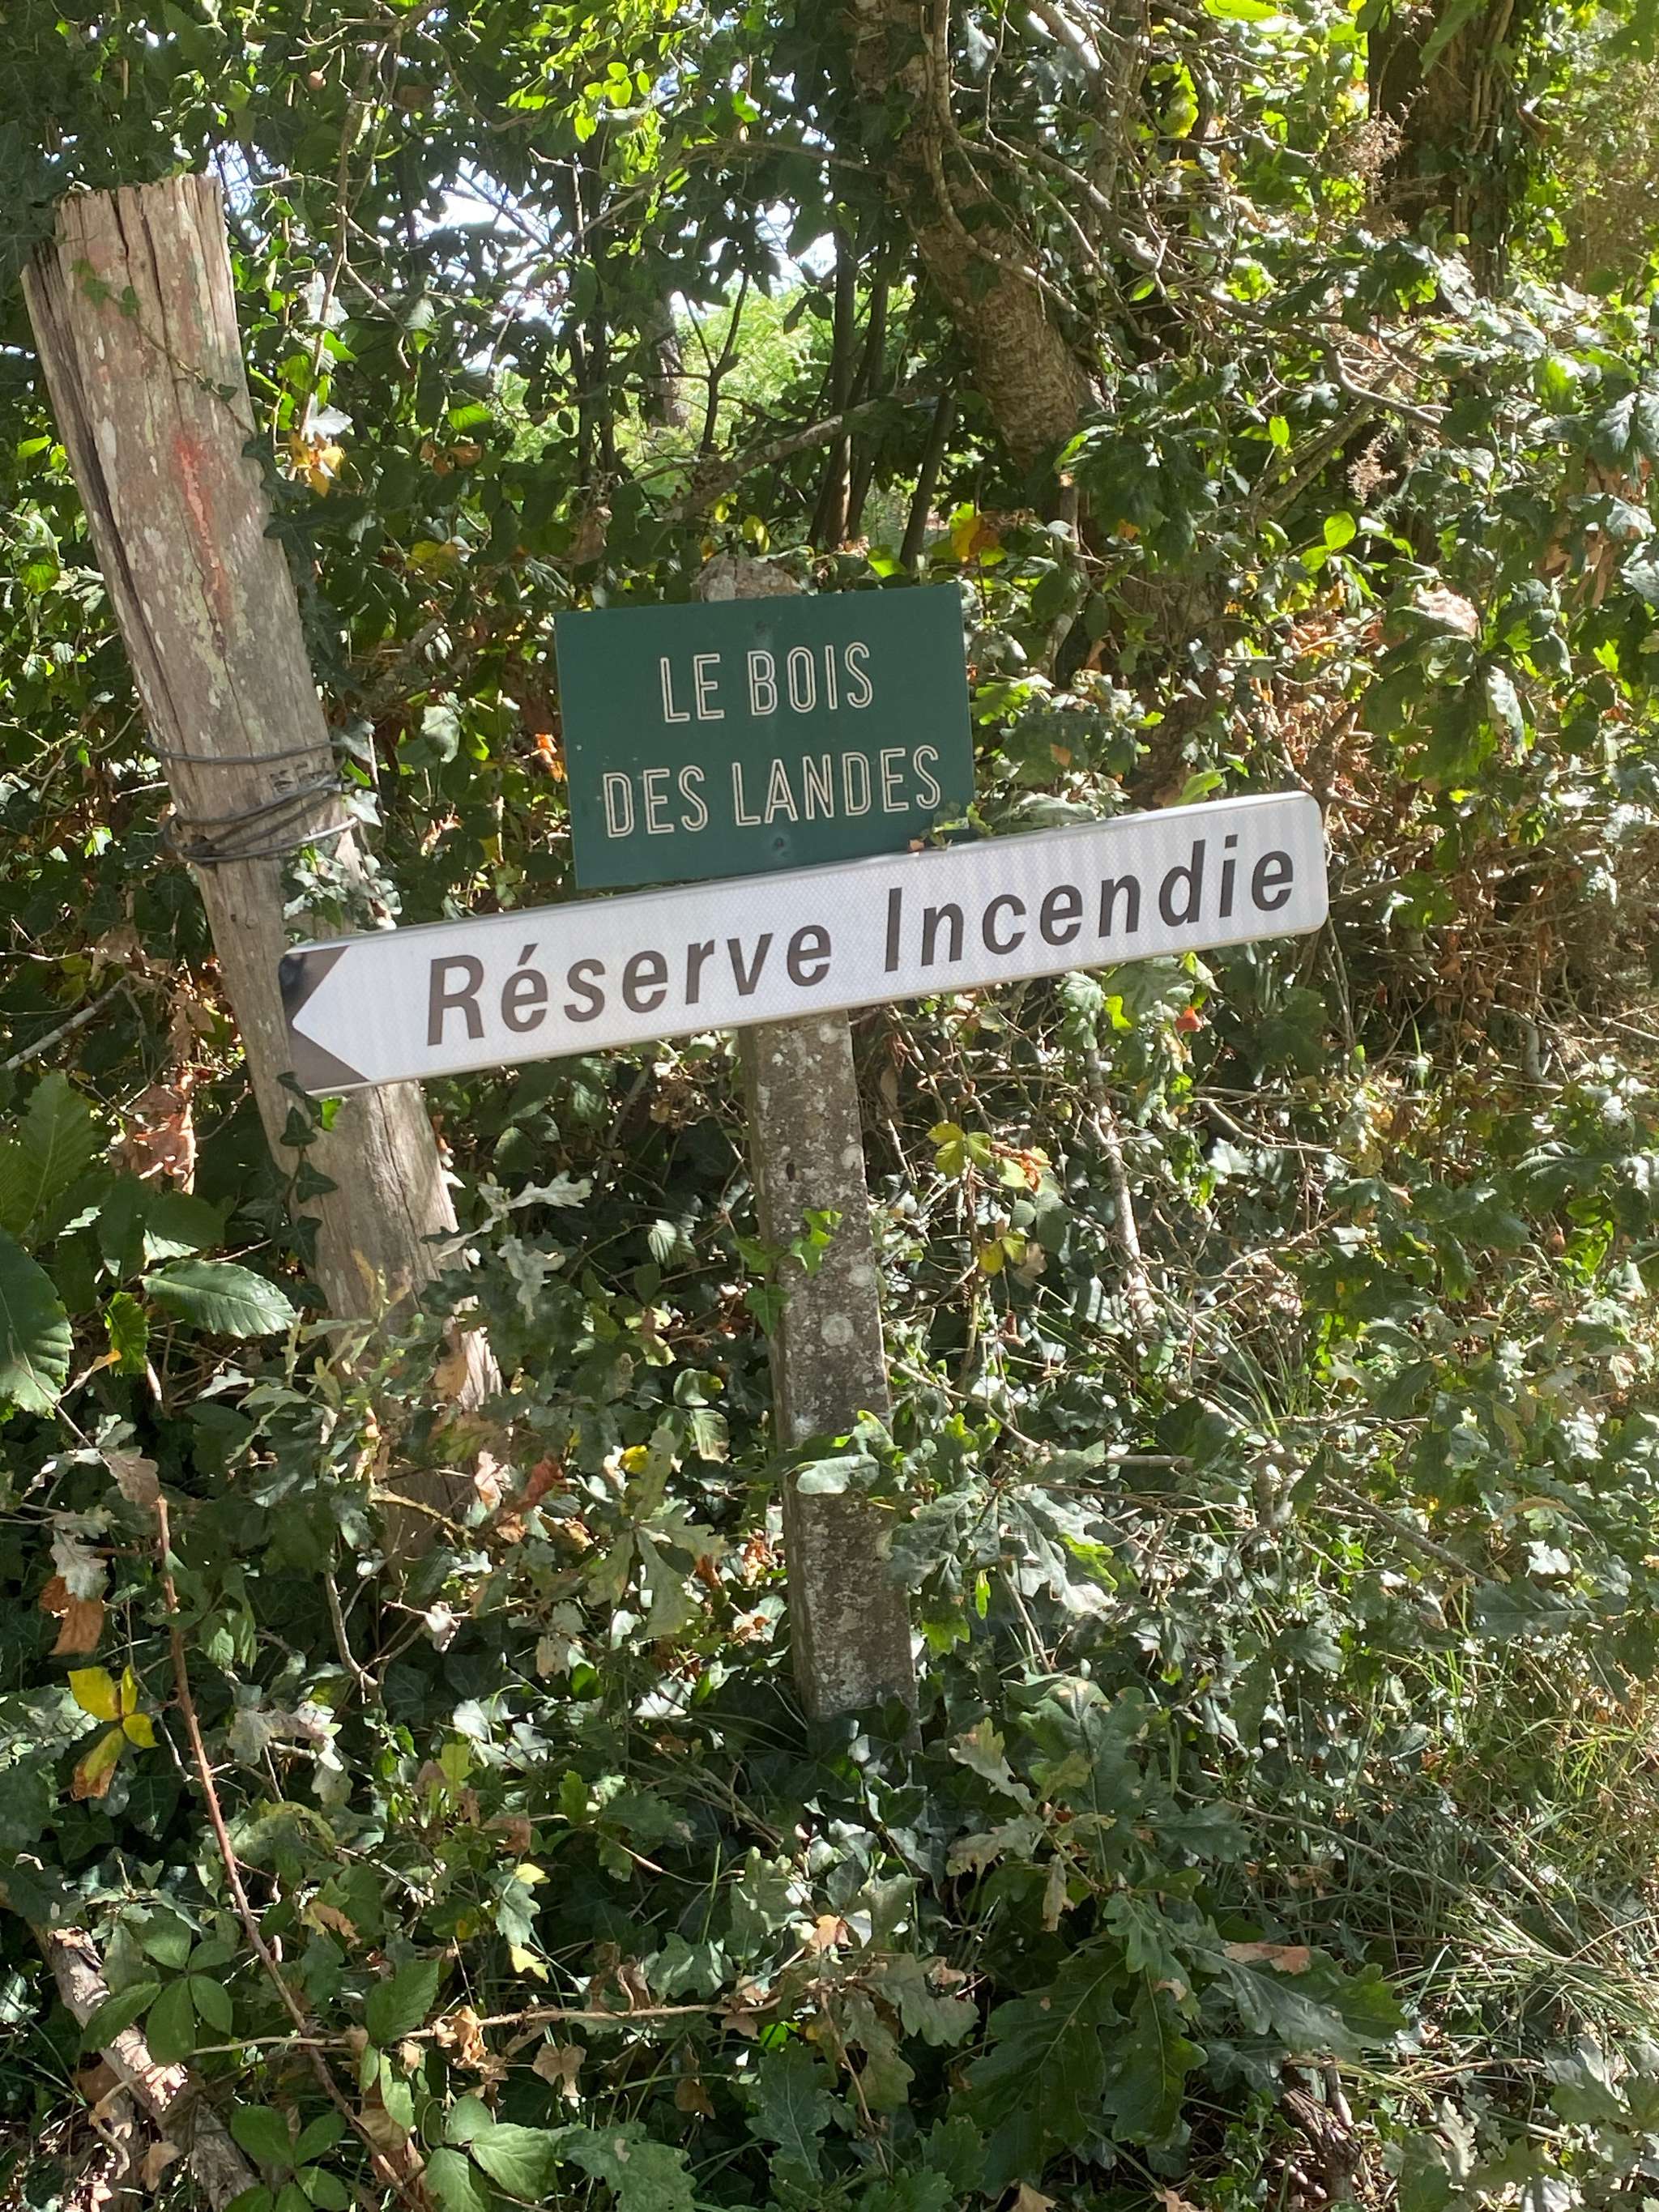 LE BOIS
DES LANDES
Réserve Incendie